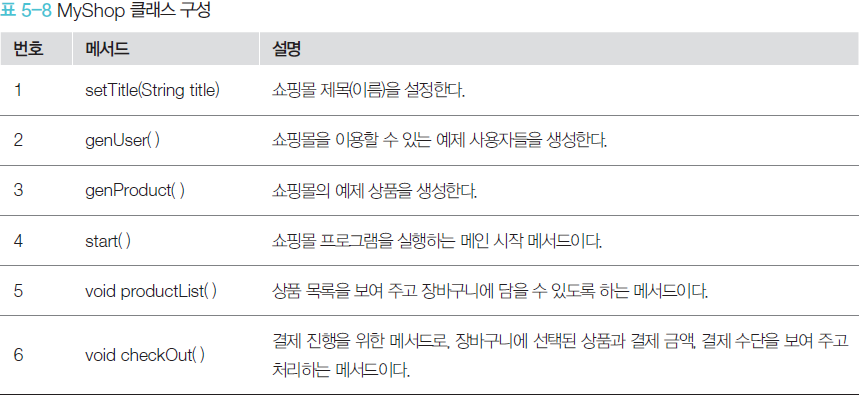 표 5-8 MyShop 클래스 구성
번호 메서드 설명
1 setTitle(String title) 쇼핑몰 제목(이름)을 설정한다.
2 genUser( ) 쇼핑몰을 이용할 수 있는 예제 사용자들을 생성한다.
3 genProduct( ) 쇼핑몰의 예제 상품을 생성한다.
4 start( ) 쇼핑몰 프로그램을 실행하는 메인 시작 메서드이다.
5 void productList( ) 상품 목록을 보여 주고 장바구니에 담을 수 있도록 하는 메서드이다.
6 void checkOut( ) 결제 진행을 위한 메서드로, 장바구니에 선택된 상품과 결제 금액, 결제 수단을 보여 주고
처리하는 메서드이다.